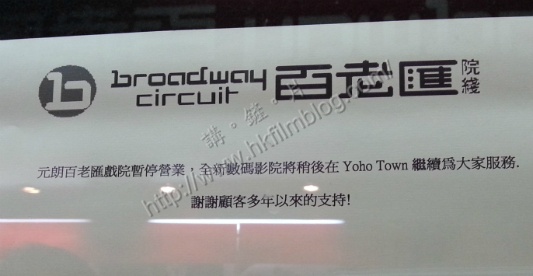 broadway
circuit
百老匯
院
綫
講。鏟。片
http://www.hkfilmblog.com/
元朗百老匯戲院暫停營業，全新數碼影院將稍後在 Yoho Town 繼續為大家服務.
謝謝顧客多年以來的支持!